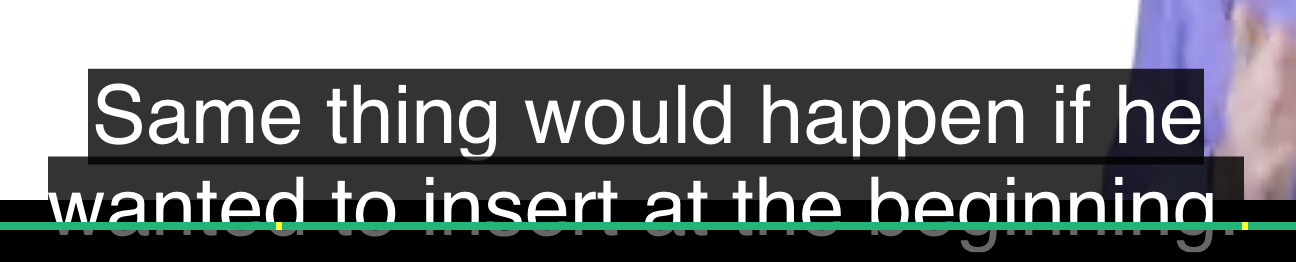 Same thing would happen if he
wanted to insert at the beginning.